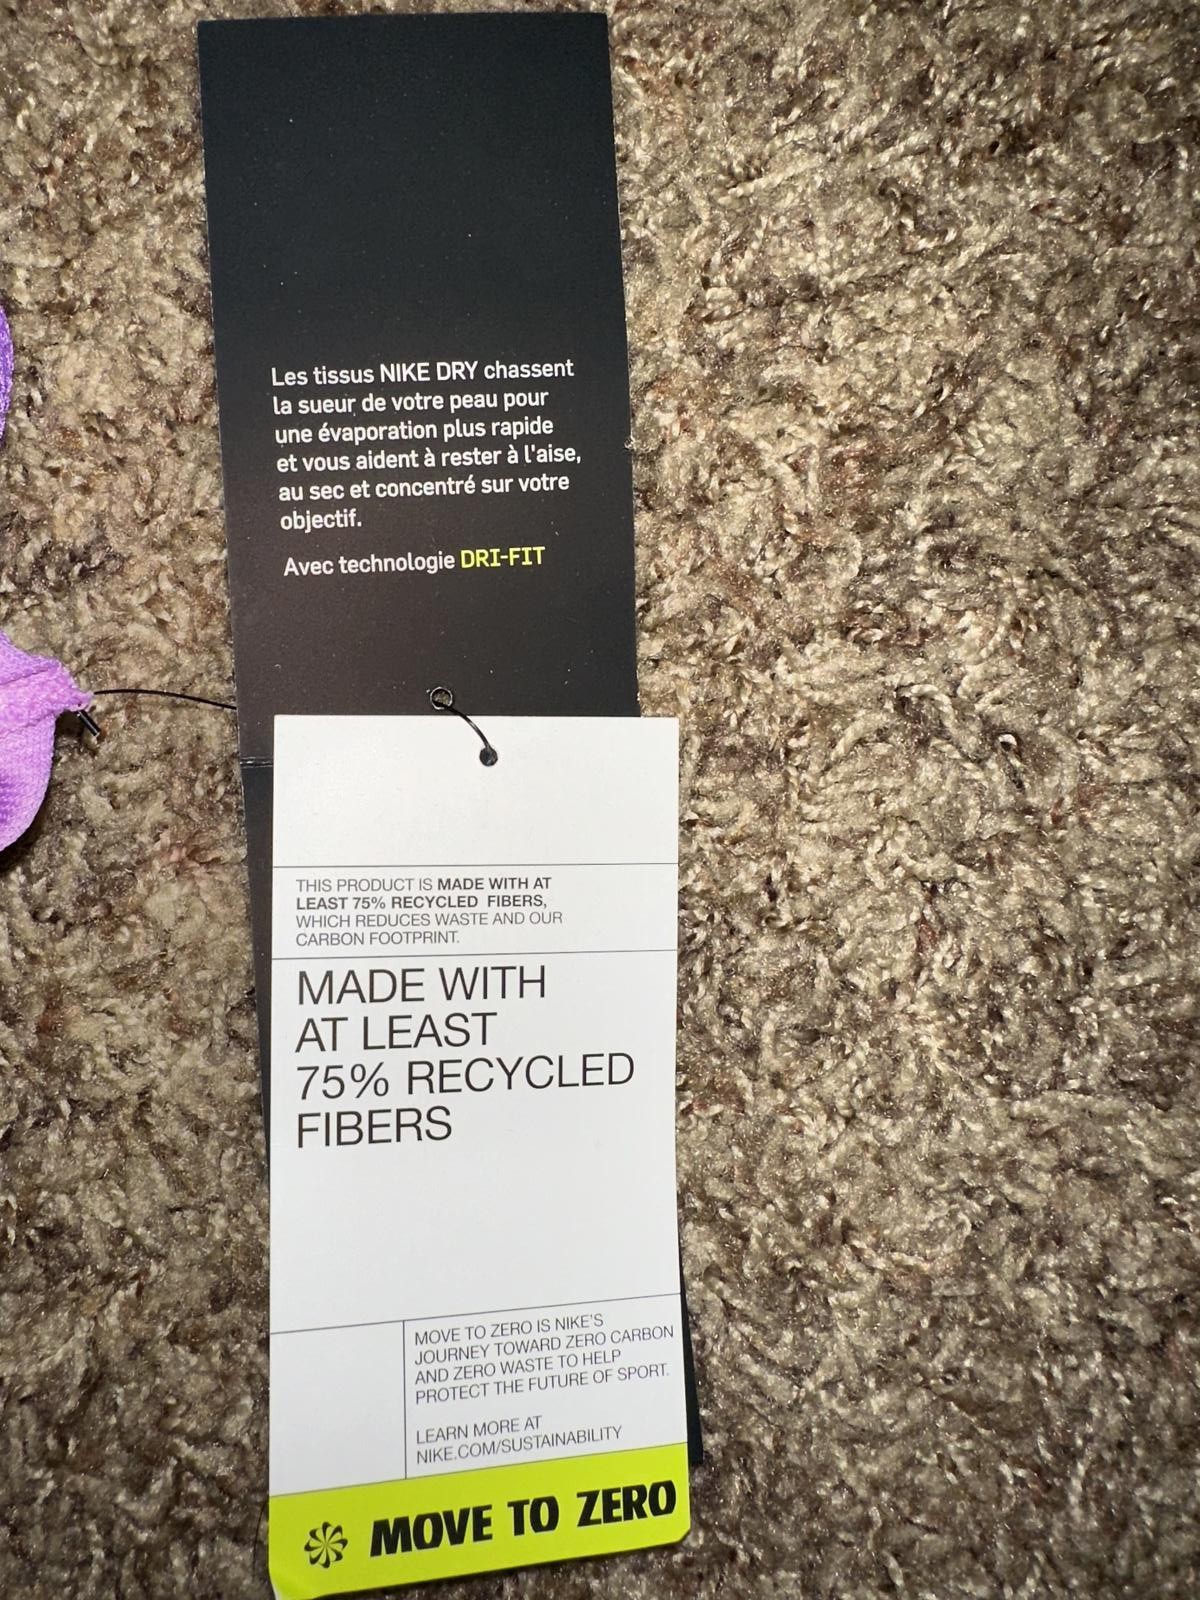 Les tissus NIKE DRY chassent
la sueur de votre peau pour
une évaporation plus rapide
et vous aident à rester à l'aise,
au sec et concentré sur votre
objectif.
Avec technologie DRI-FIT
THIS PRODUCT IS MADE WITH AT
LEAST 75% RECYCLED FIBERS,
WHICH REDUCES WASTE AND OUR
CARBON FOOTPRINT.
MADE WITH
AT LEAST
75% RECYCLED
FIBERS
MOVE TO ZERO IS NIKE'S
JOURNEY TOWARD ZERO CARBON
AND ZERO WASTE TO HELP
PROTECT THE FUTURE OF SPORT.
LEARN MORE AT
NIKE.COM/SUSTAINABILITY
MOVE TO ZERO